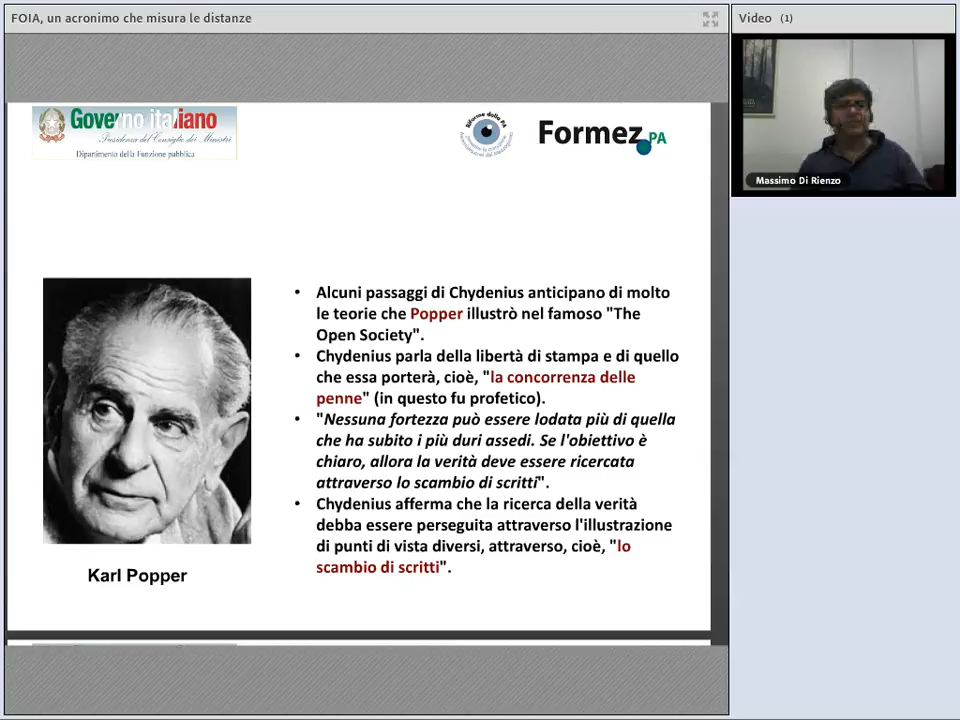 FOIA, un acronimo che misura le distanze
Video (1)
Governo italiano
Presidenza del Consiglio dei Ministri
Dipartimento della Funzione pubblica
Riforme della PA
Formez PA
Massimo Di Rienzo
• Alcuni passaggi di Chydenius anticipano di molto
le teorie che Popper illustrò nel famoso "The
Open Society".
• Chydenius parla della libertà di stampa e di quello
che essa porterà, cioè, "la concorrenza delle
penne" (in questo fu profetico).
• "Nessuna fortezza può essere lodata più di quella
che ha subito i più duri assedi. Se l'obiettivo è
chiaro, allora la verità deve essere ricercata
attraverso lo scambio di scritti".
• Chydenius afferma che la ricerca della verità
debba essere perseguita attraverso l'illustrazione
di punti di vista diversi, attraverso, cioè, "lo
scambio di scritti".
Karl Popper